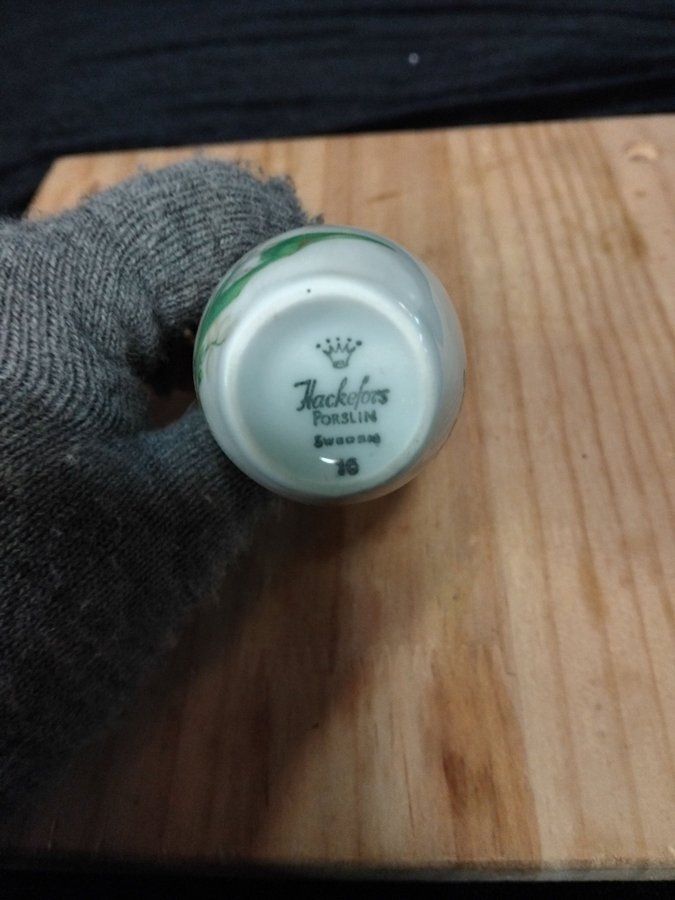 Hackefors
PORSLIN
SWEDEN
16